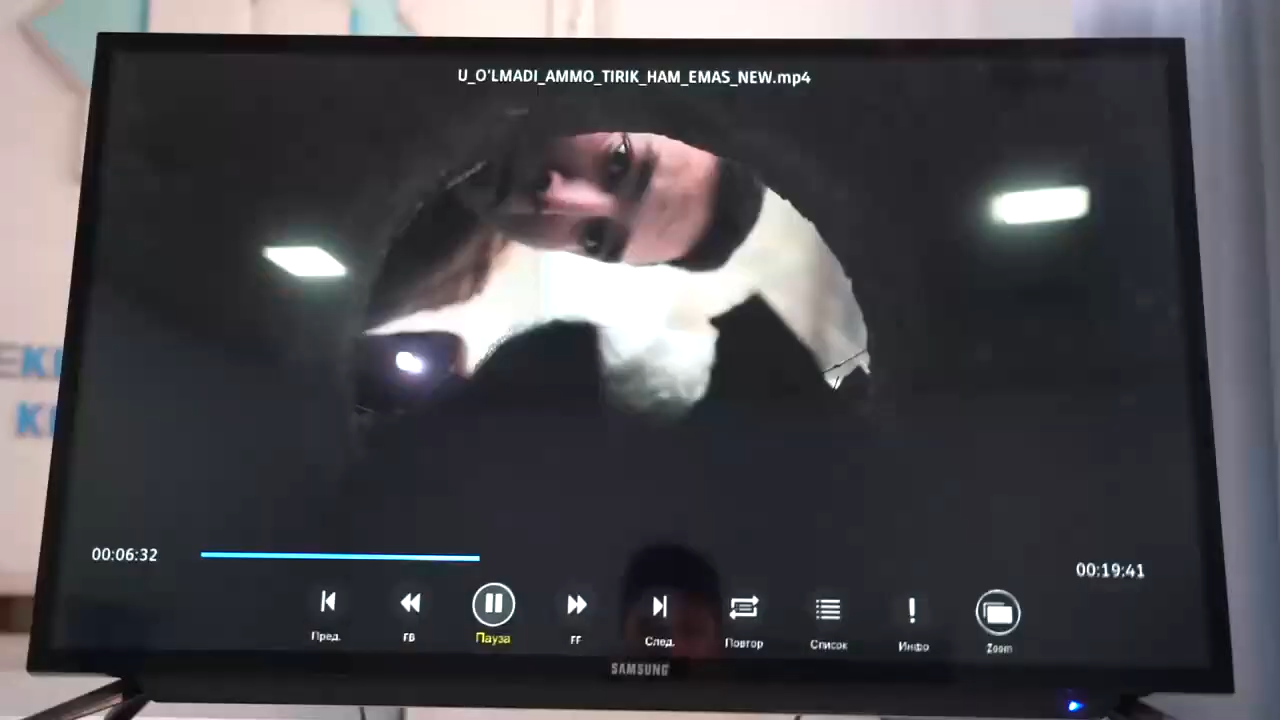 U_O'LMADI_AMMO_TIRIK_HAM_EMAS_NEW.mp4
00:06:32
00:19:41
Пред.
FB
Пауза
FF
След.
Повтор
Список
Инфо
Zoom
SAMSUNG